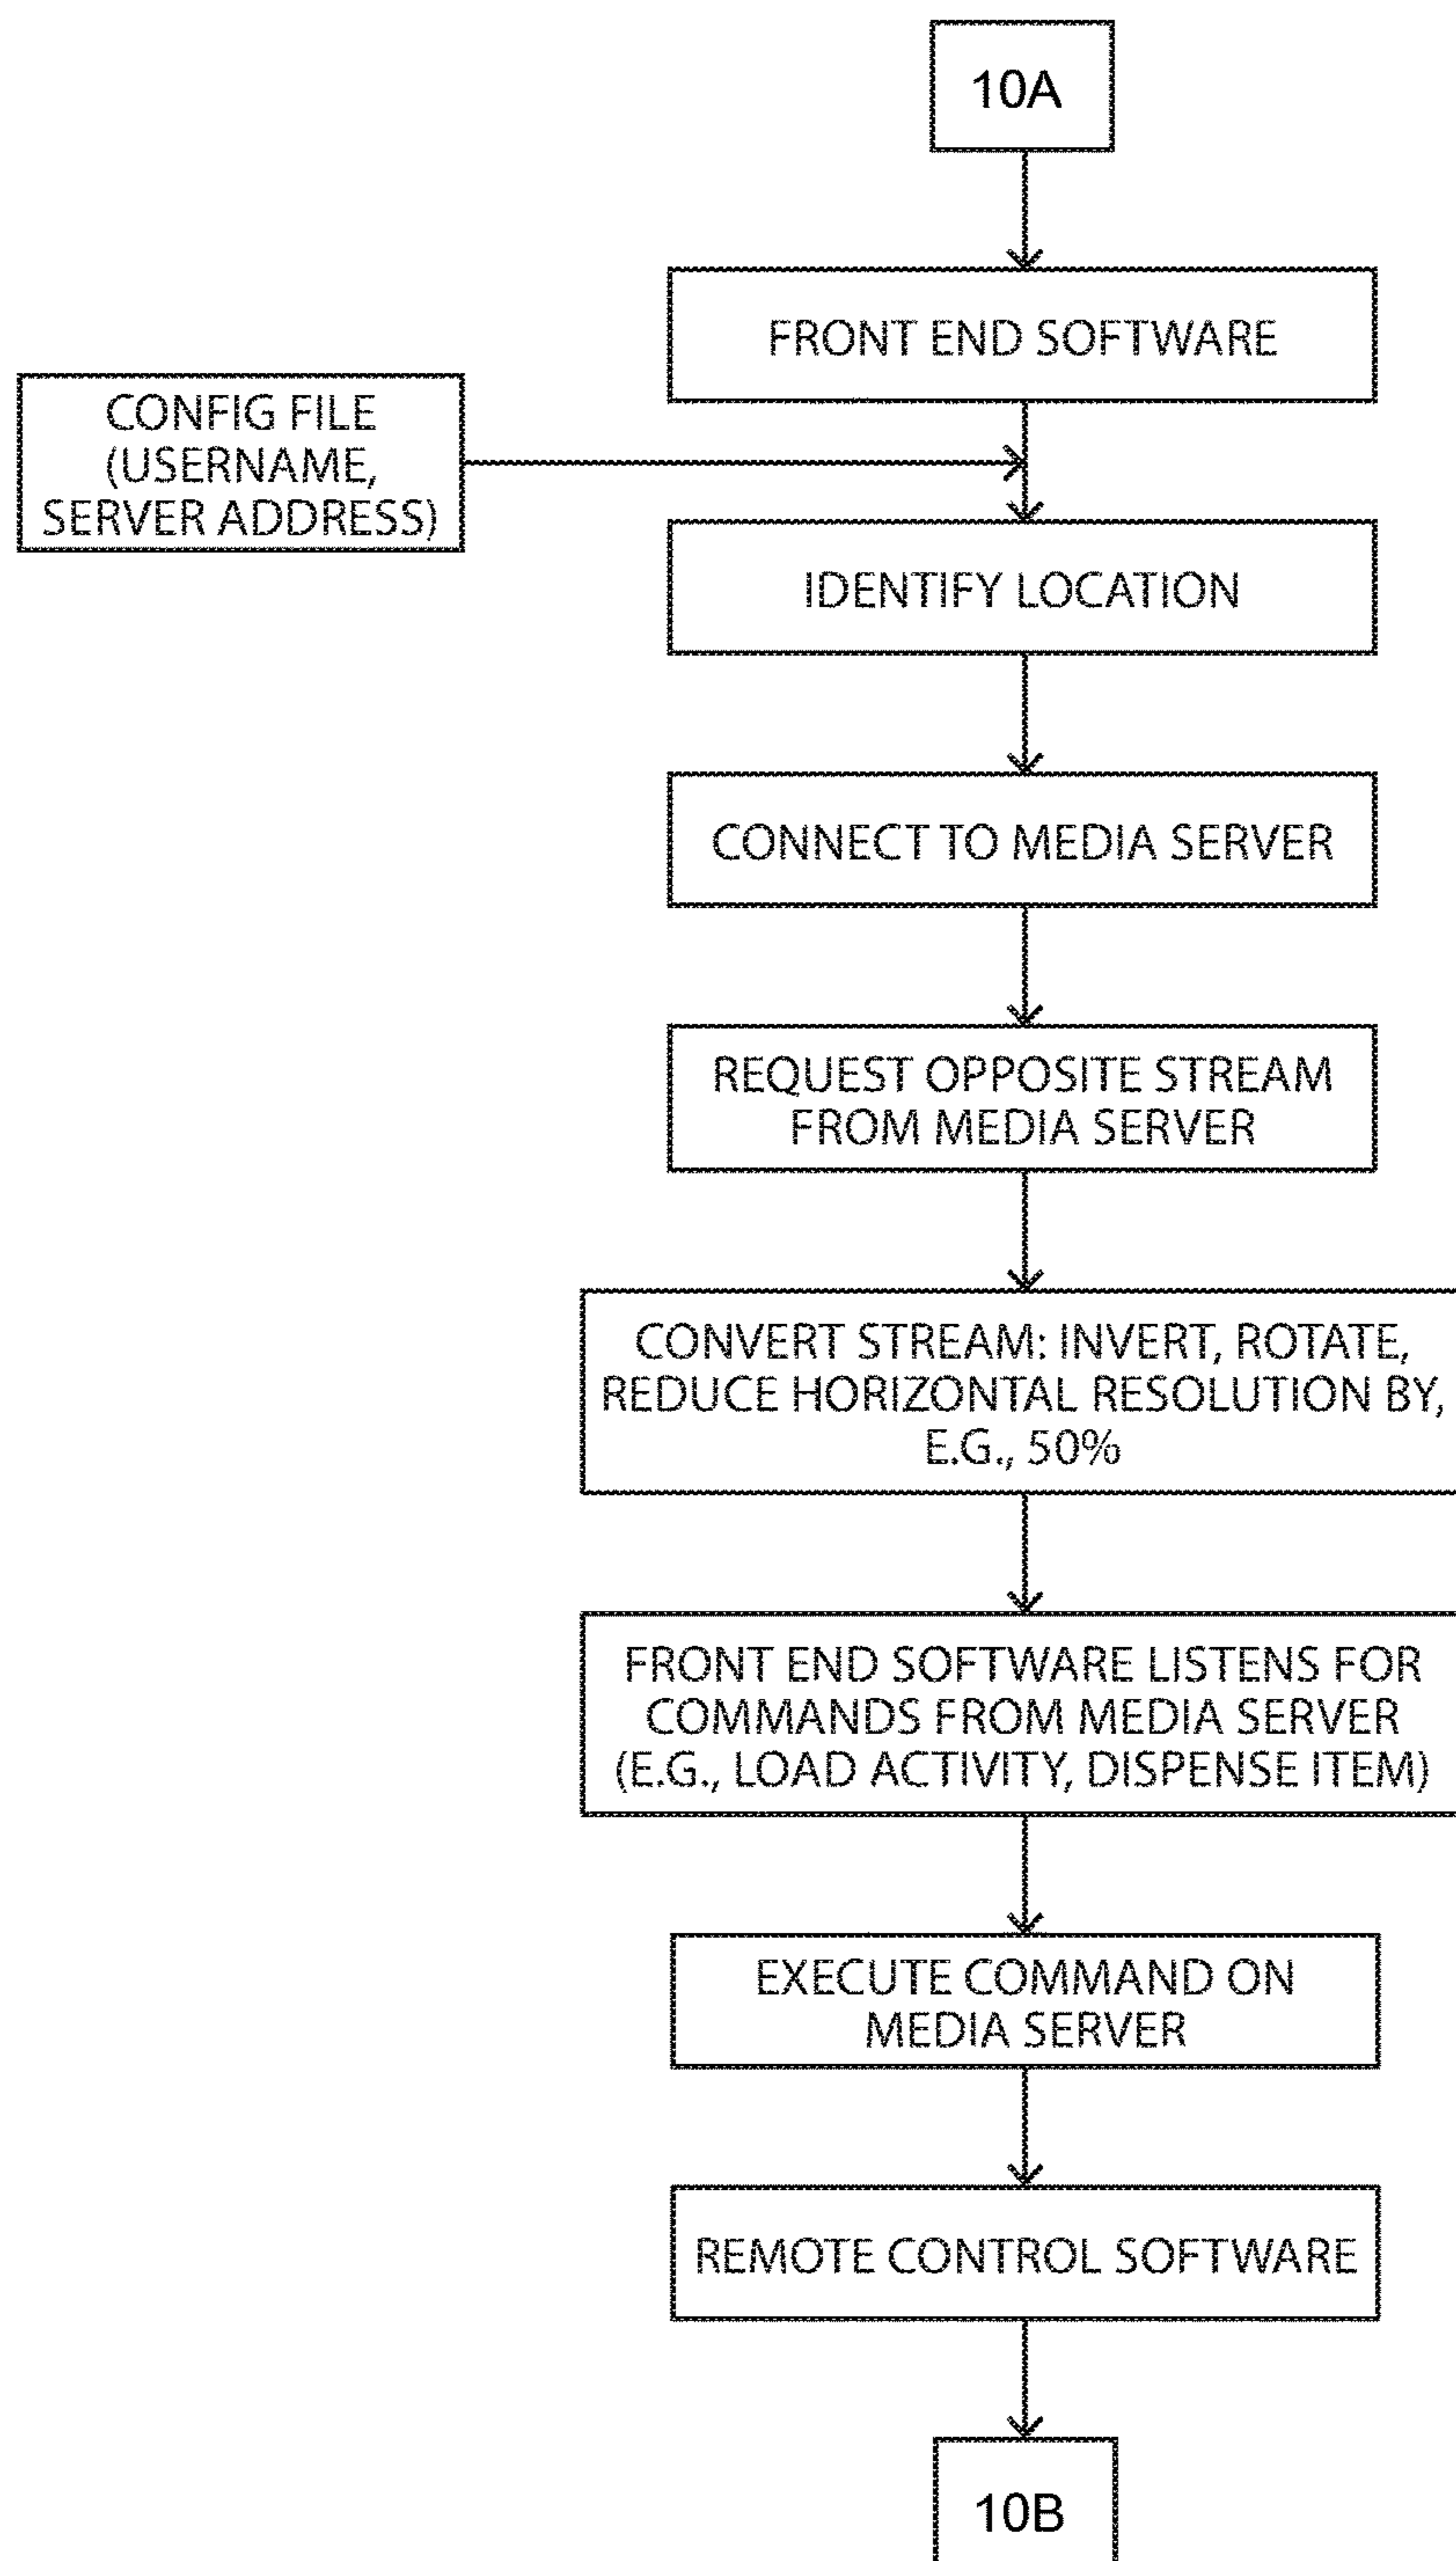 10A
FRONT END SOFTWARE
CONFIG FILE
(USERNAME,
SERVER ADDRESS)
IDENTIFY LOCATION
CONNECT TO MEDIA SERVER
REQUEST OPPOSITE STREAM
FROM MEDIA SERVER
CONVERT STREAM: INVERT, ROTATE,
REDUCE HORIZONTAL RESOLUTION BY,
E.G., 50%
FRONT END SOFTWARE LISTENS FOR
COMMANDS FROM MEDIA SERVER
(E.G., LOAD ACTIVITY, DISPENSE ITEM)
EXECUTE COMMAND ON
MEDIA SERVER
REMOTE CONTROL SOFTWARE
10B